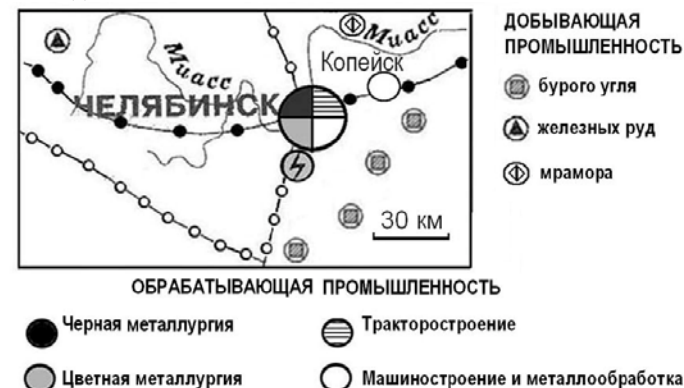 Миасс
Миасс
Копейск
ЧЕЛЯБИНСК
30 км
ДОБЫВАЮЩАЯ
ПРОМЫШЛЕННОСТЬ
бурого угля
железных руд
мрамора
ОБРАБАТЫВАЮЩАЯ ПРОМЫШЛЕННОСТЬ
Черная металлургия
Тракторостроение
Цветная металлургия
Машиностроение и металлообработка